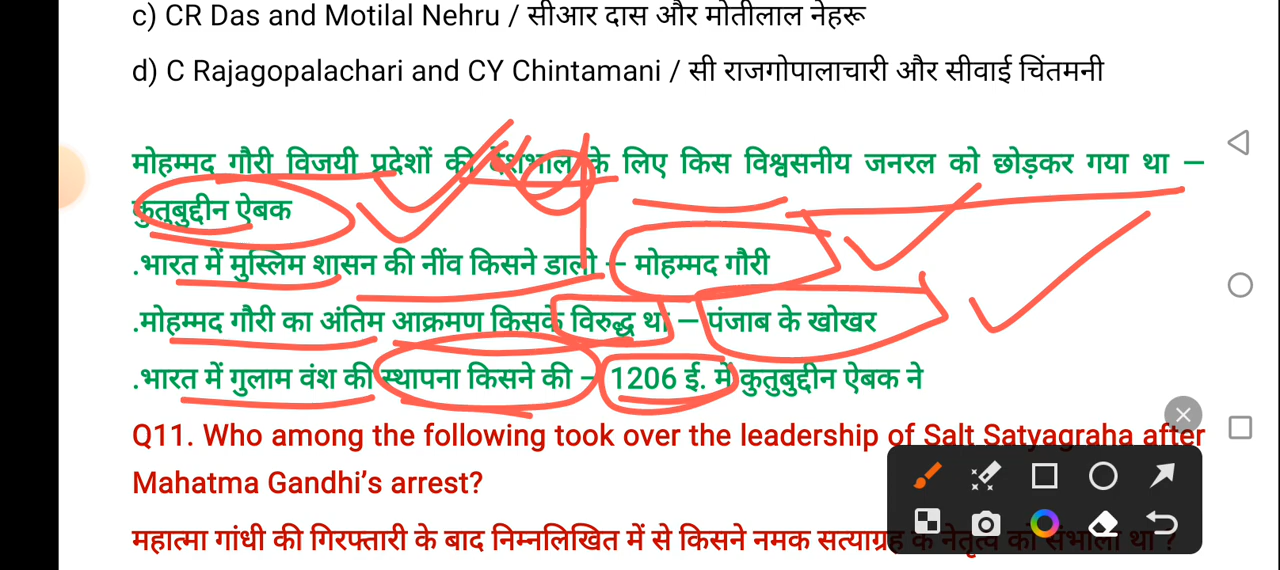 c) CR Das and Motilal Nehru / सीआर दास और मोतीलाल नेहरू
d) C Rajagopalachari and CY Chintamani / सी राजगोपालाचारी और सीवाई चिंतमनी
मोहम्मद गौरी विजयी प्रदेशों की देखभाल के लिए किस विश्वसनीय जनरल को छोड़कर गया था –
कुतुबुद्दीन ऐबक
.भारत में मुस्लिम शासन की नींव किसने डाली – मोहम्मद गौरी
.मोहम्मद गौरी का अंतिम आक्रमण किसके विरुद्ध था – पंजाब के खोखर
.भारत में गुलाम वंश की स्थापना किसने की – 1206 ई. में कुतुबुद्दीन ऐबक ने
Q11. Who among the following took over the leadership of Salt Satyagraha after
Mahatma Gandhi’s arrest?
महात्मा गांधी की गिरफ्तारी के बाद निम्नलिखित में से किसने नमक सत्याग्रह के नेतृत्व को संभाला था ?